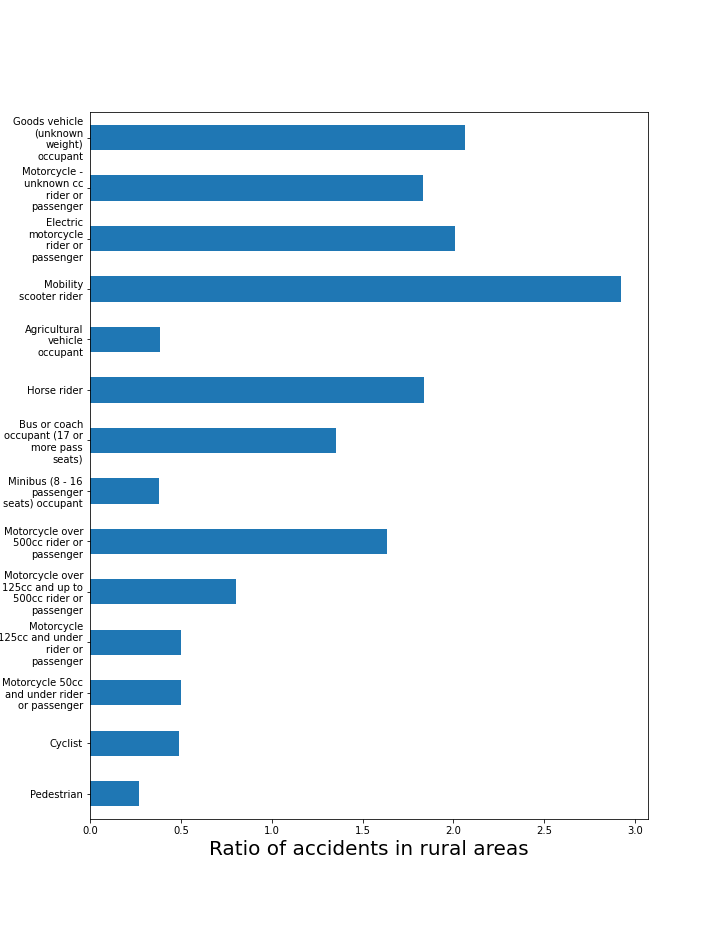 Goods vehicle
(unknown
weight)
occupant
Motorcycle -
unknown cc
rider or
passenger
Electric
motorcycle
rider or
passenger
Mobility
scooter rider
Agricultural
vehicle
occupant
Horse rider
Bus or coach
occupant (17 or
more pass
seats)
Minibus (8 - 16
passenger
seats) occupant
Motorcycle over
500cc rider or
passenger
Motorcycle over
125cc and up to
500cc rider or
passenger
Motorcycle
125cc and under
rider or
passenger
Motorcycle 50cc
and under rider
or passenger
Cyclist
Pedestrian
0.0 0.5 1.0 1.5 2.0 2.5 3.0
Ratio of accidents in rural areas